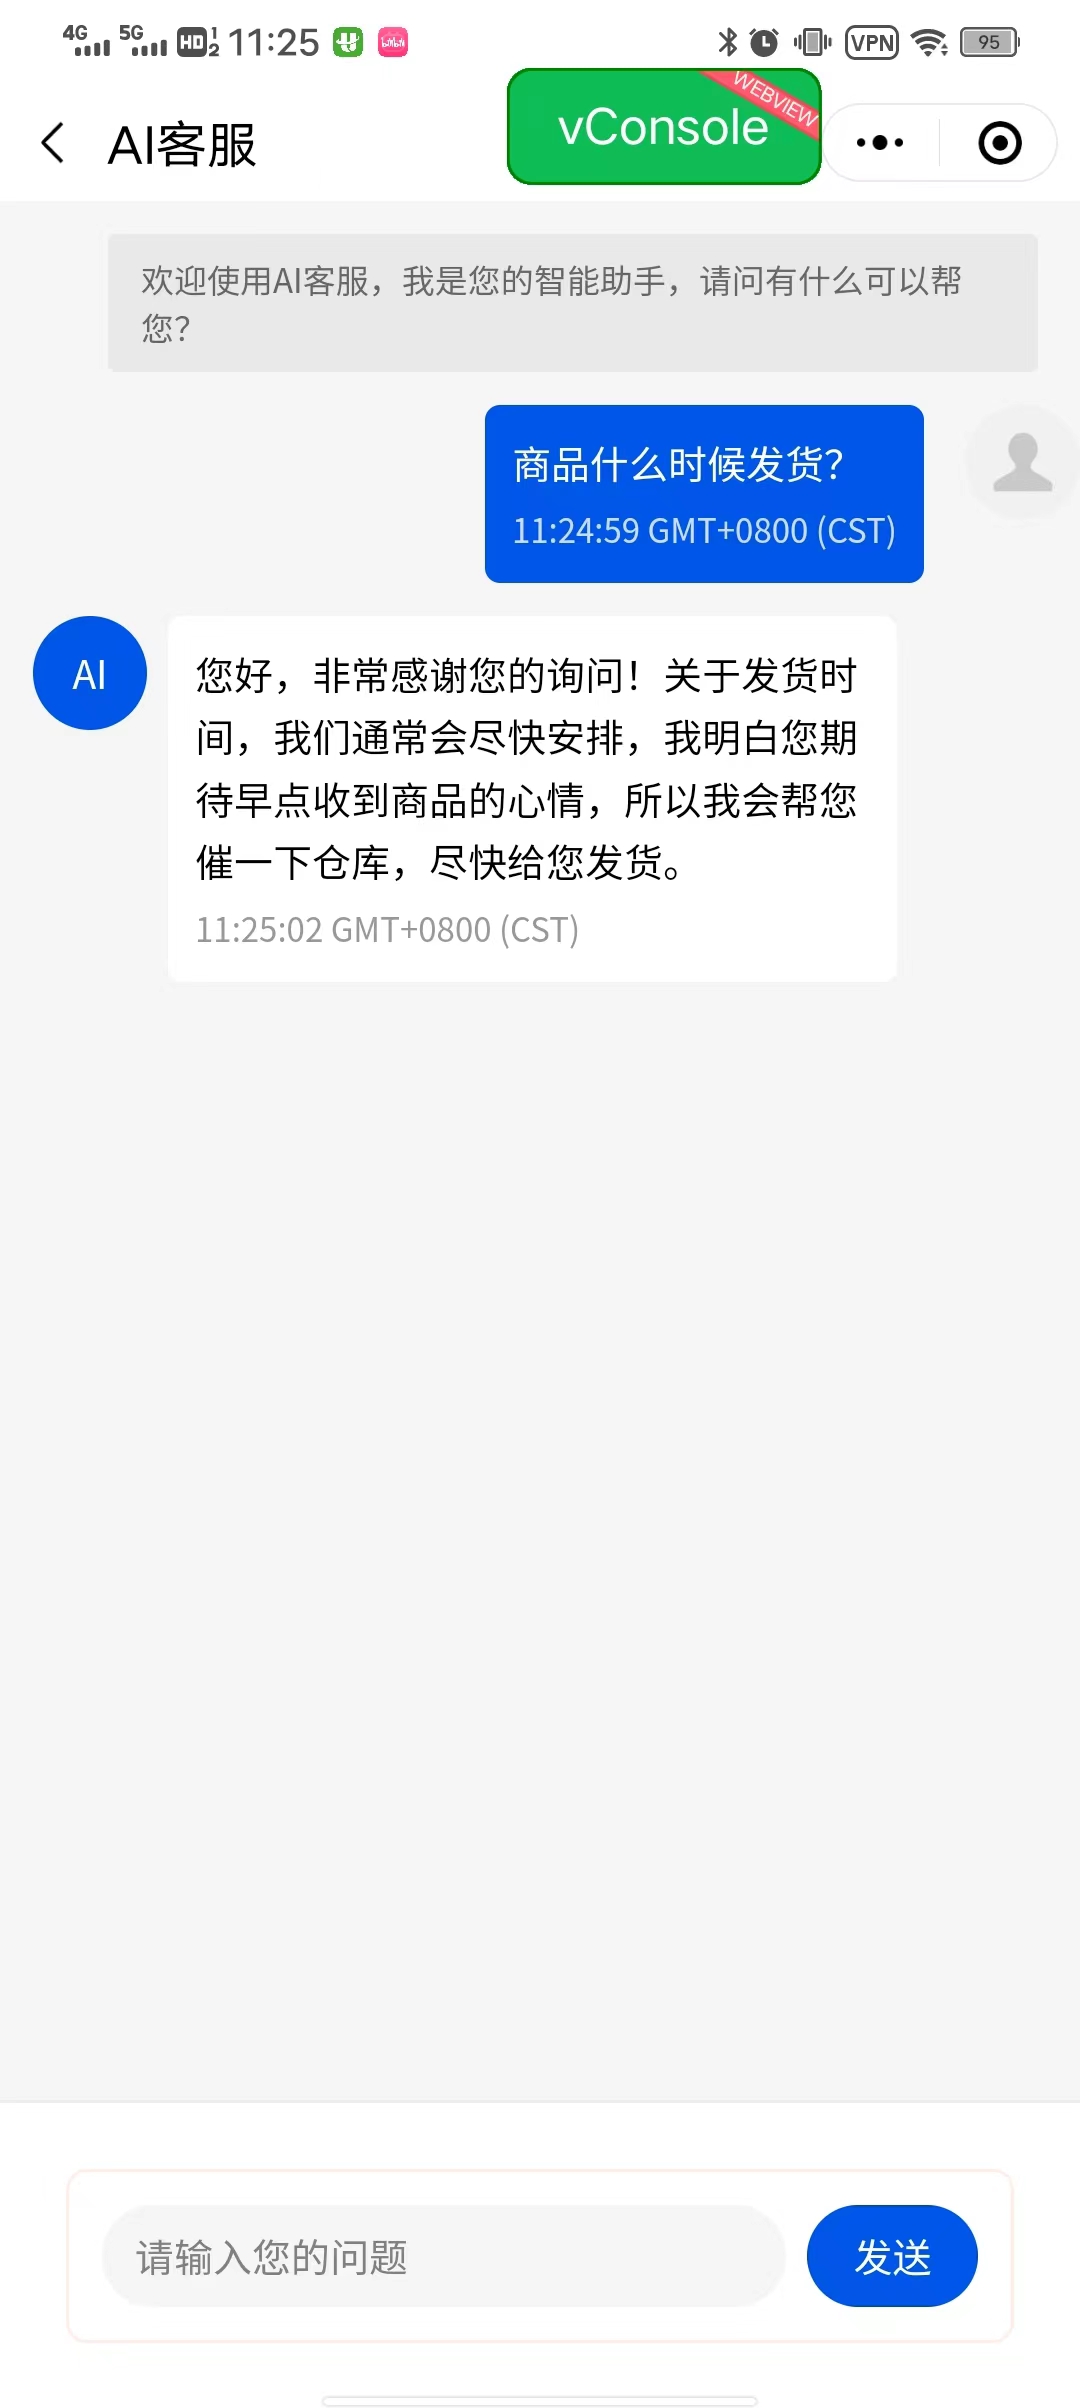 4G 5G HD 1 2 11:25 bilibili VPN 95
AI客服
vConsole
WEBVIEW
欢迎使用AI客服，我是您的智能助手，请问有什么可以帮
您？
商品什么时候发货？
11:24:59 GMT+0800 (CST)
AI
您好，非常感谢您的询问！关于发货时
间，我们通常会尽快安排，我明白您期
待早点收到商品的心情，所以我会帮您
催一下仓库，尽快给您发货。
11:25:02 GMT+0800 (CST)
请输入您的问题
发送